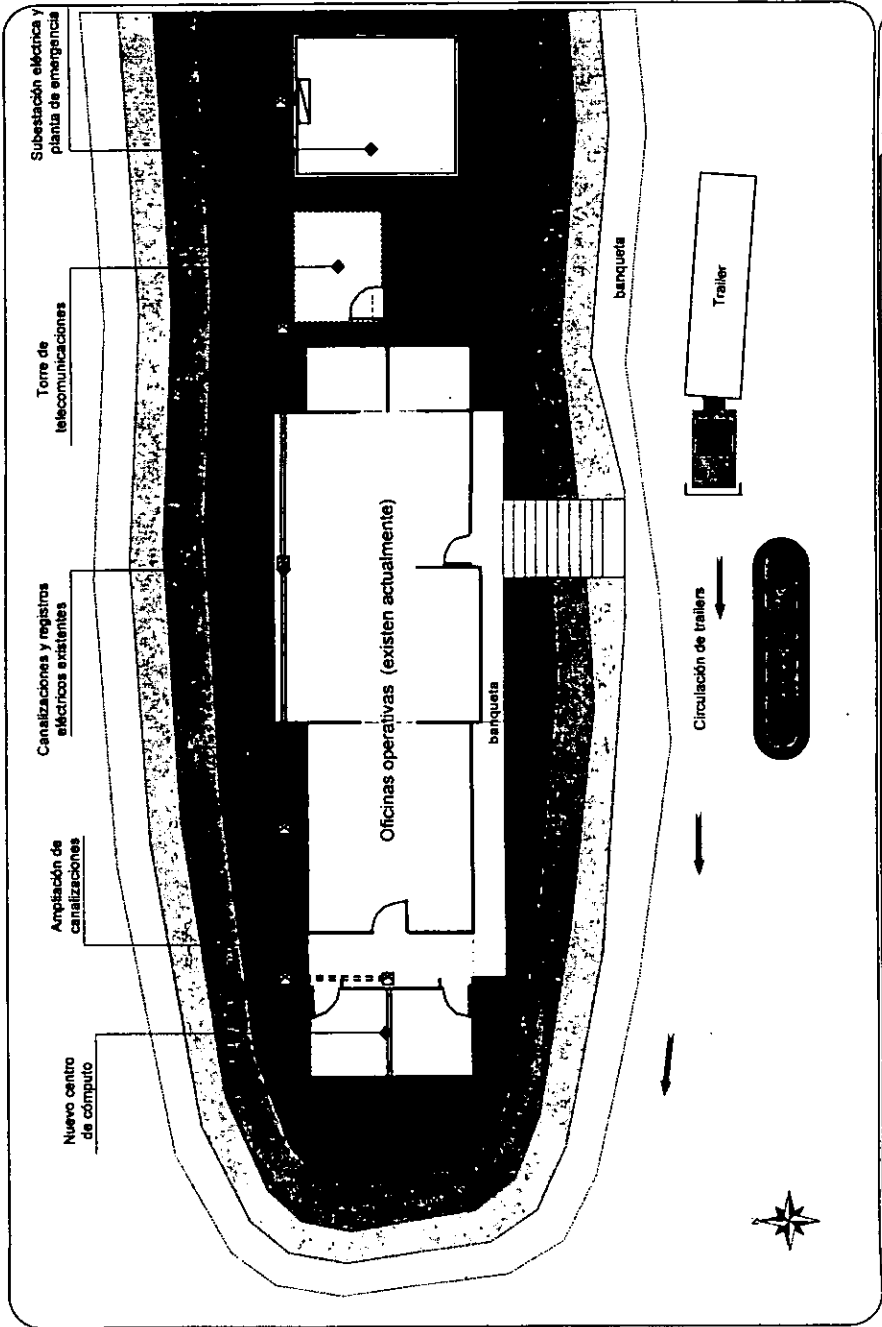 Nuevo centro
de cómputo
Ampliación de
canalizaciones
Canalizaciones y registros
eléctricos existentes
Torre de
telecomunicaciones
Subestación eléctrica y
planta de emergencia
Oficinas operativas (existen actualmente)
banqueta
banqueta
Trailer
Circulación de trailers